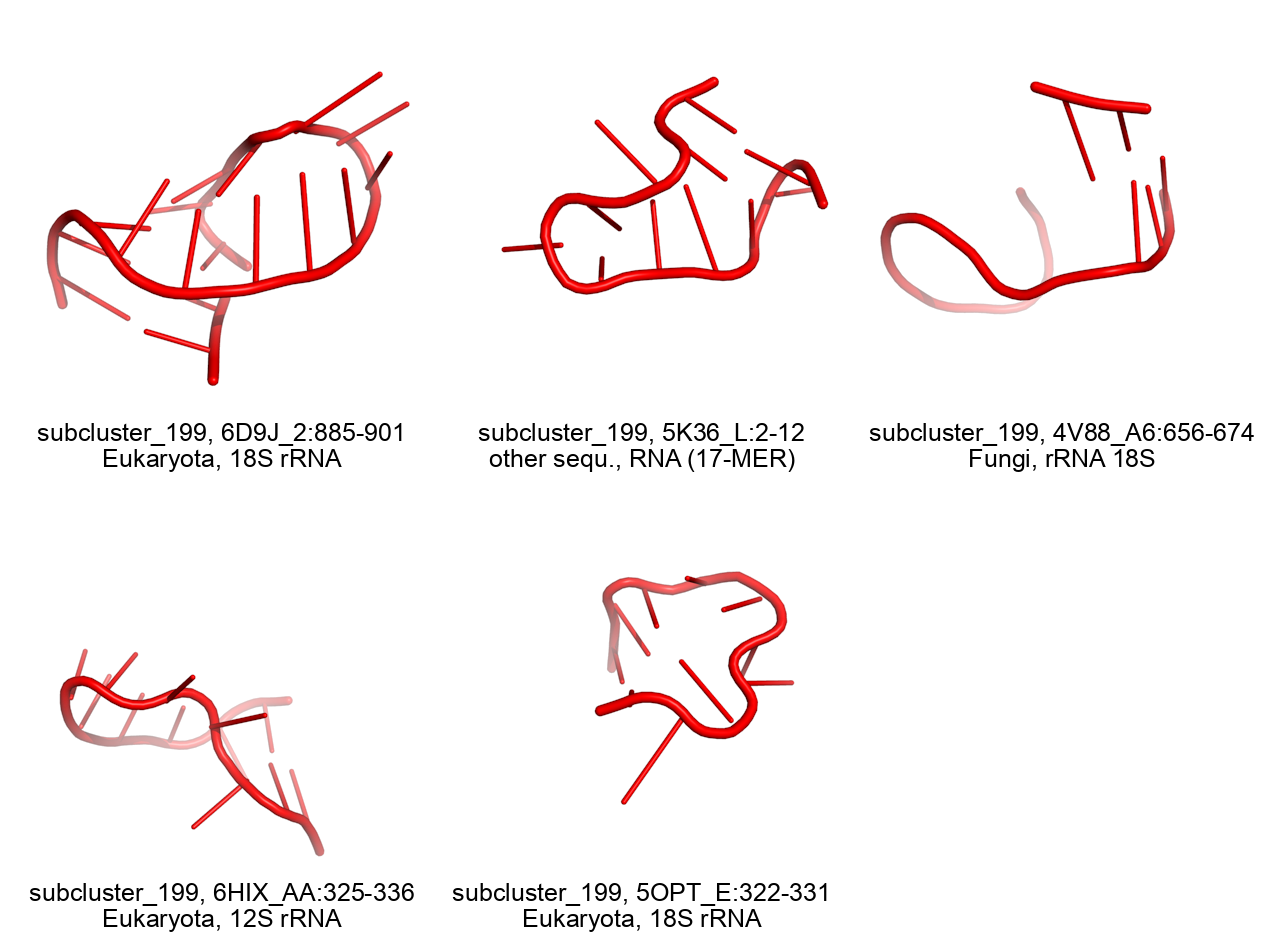 subcluster_199, 6D9J_2:885-901
Eukaryota, 18S rRNA
subcluster_199, 5K36_L:2-12
other sequ., RNA (17-MER)
subcluster_199, 4V88_A6:656-674
Fungi, rRNA 18S
subcluster_199, 6HIX_AA:325-336
Eukaryota, 12S rRNA
subcluster_199, 5OPT_E:322-331
Eukaryota, 18S rRNA